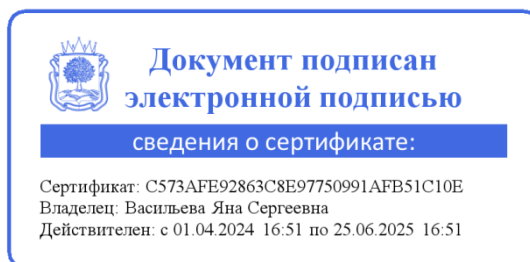 Документ подписан
электронной подписью
сведения о сертификате:
Сертификат: C573AFE92863C8E97750991AFB51C10E
Владелец: Васильева Яна Сергеевна
Действителен: с 01.04.2024 16:51 по 25.06.2025 16:51